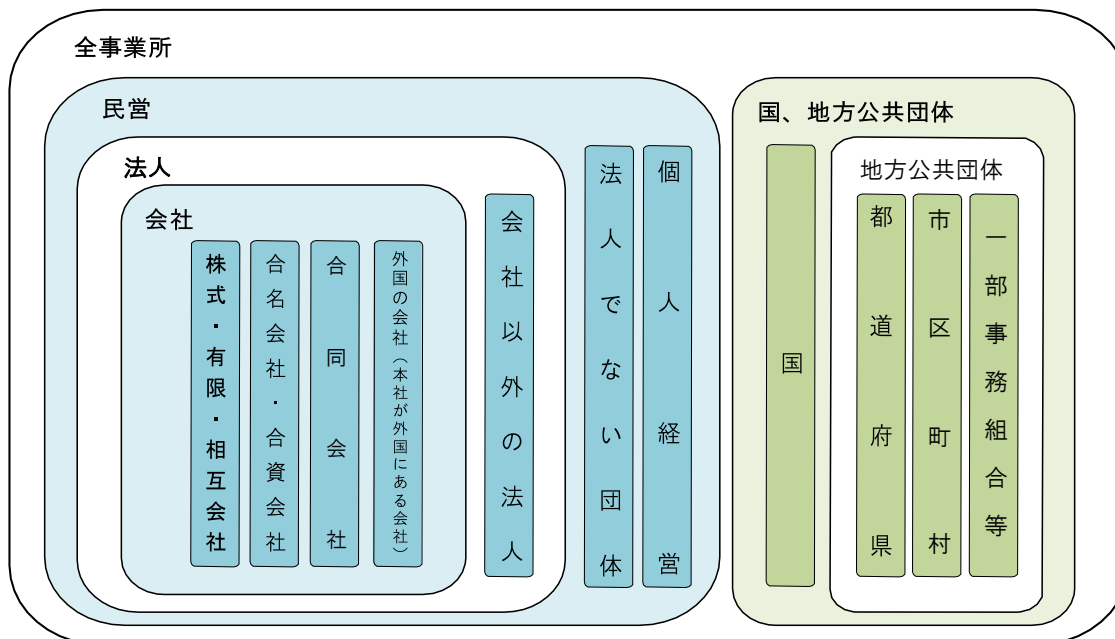 全事業所
民営
国、地方公共団体
法人
地方公共団体
会社
株式・有限・相互会社
合名会社・合資会社
合同会社
外国の会社（本社が外国にある会社）
会社以外の法人
法人でない団体
個人経営
国
都道府県
市区町村
一部事務組合等